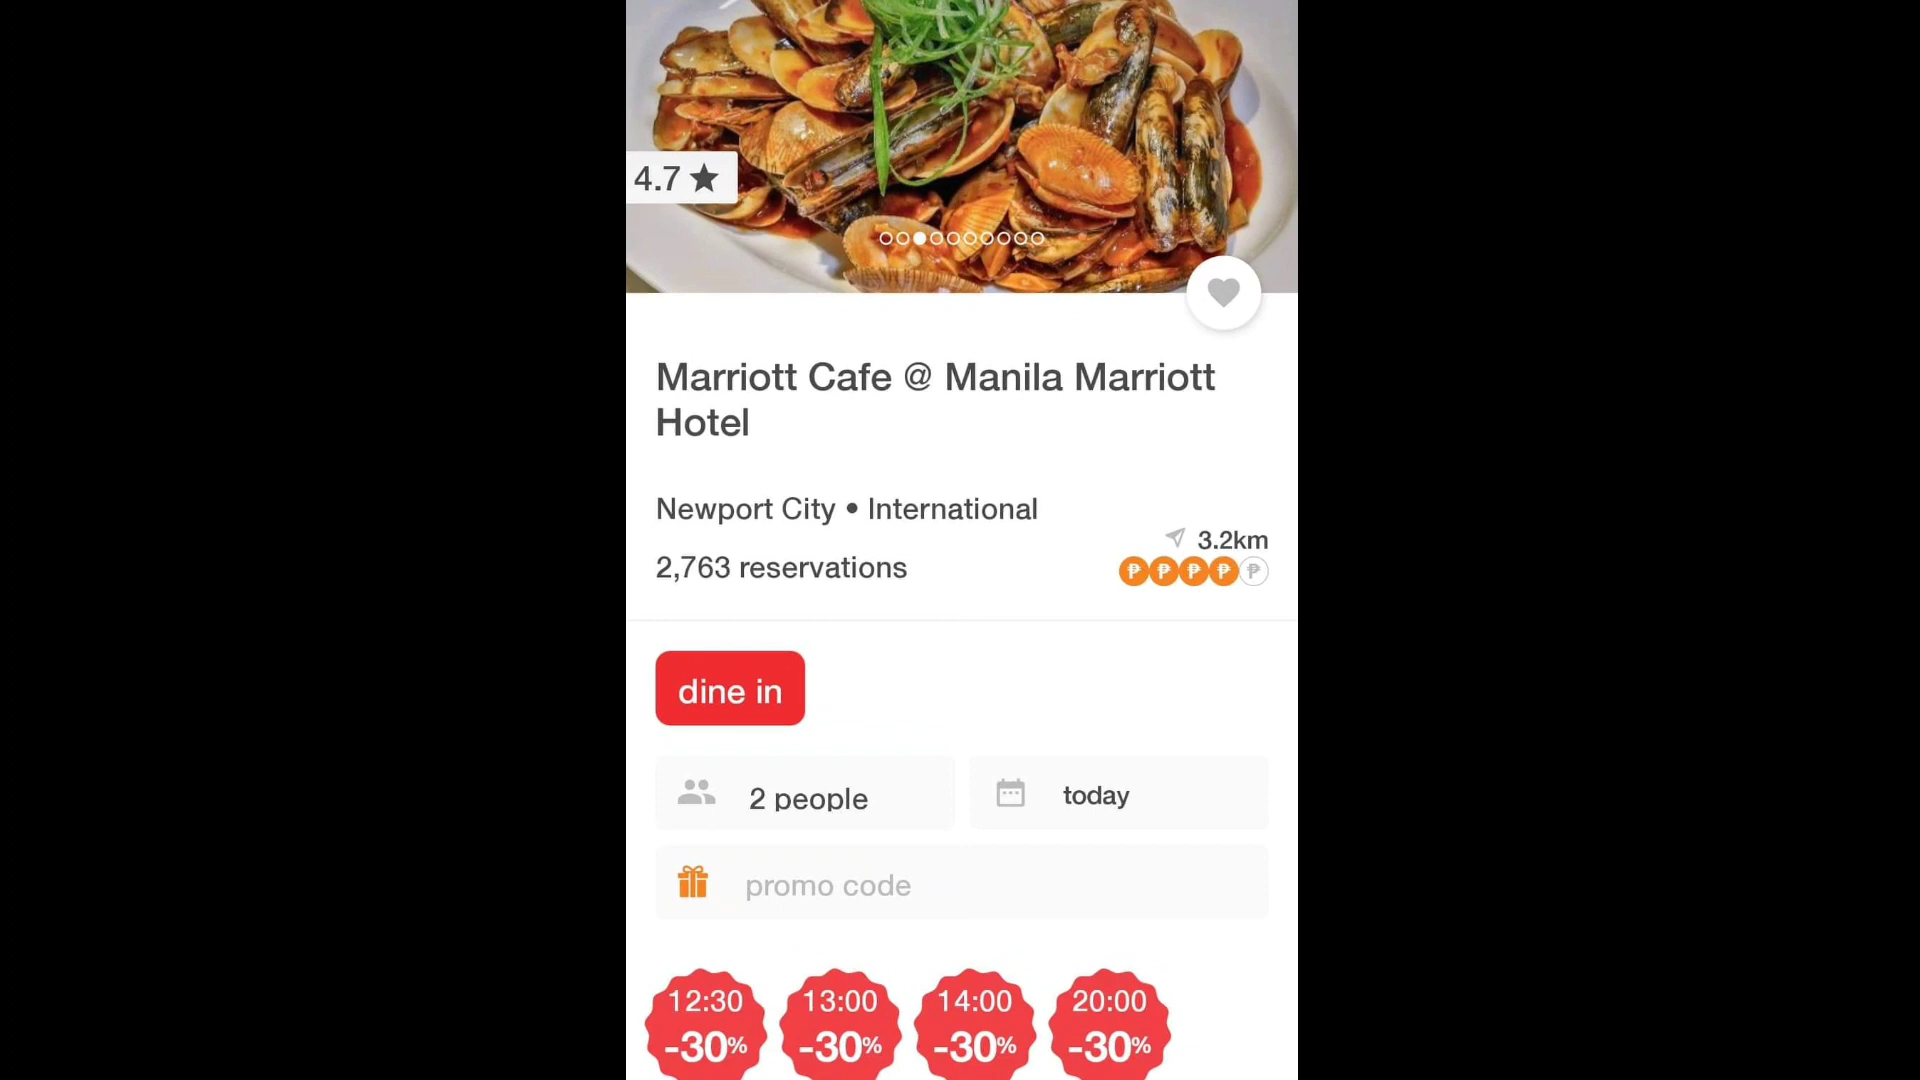 4.7
Marriott Cafe @ Manila Marriott
Hotel
Newport City • International
3.2km
2,763 reservations
₱ ₱ ₱ ₱ ₱
dine in
2 people
today
promo code
12:30 13:00 14:00 20:00
-30% -30% -30% -30%